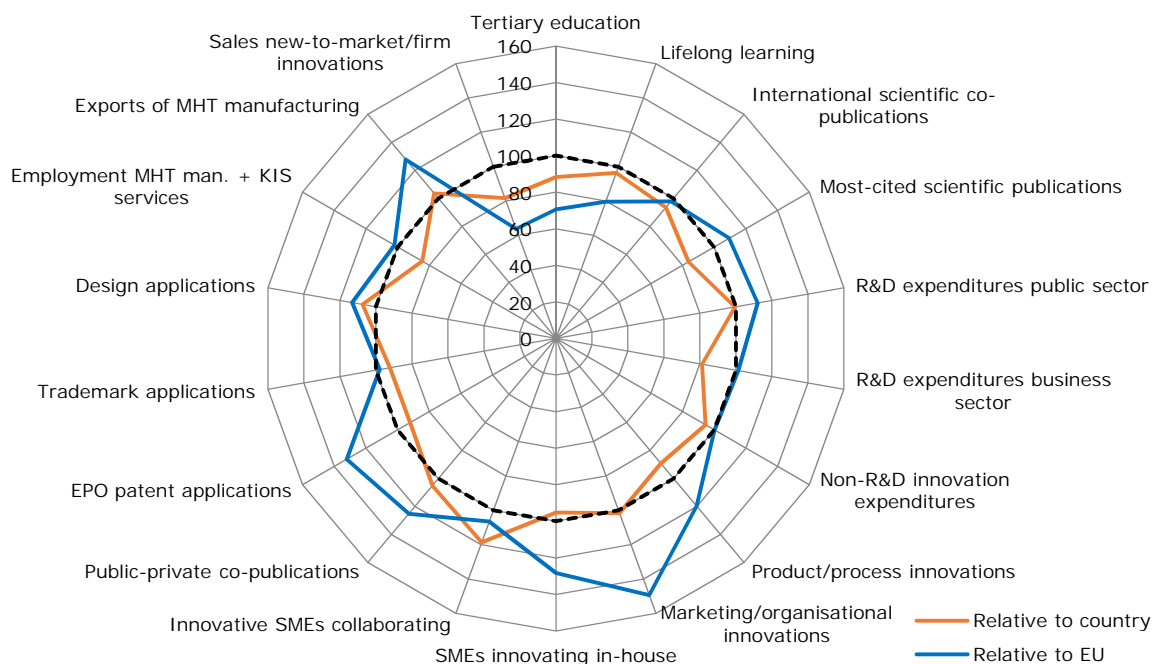 Tertiary education
Lifelong learning
International scientific co-
publications
Most-cited scientific publications
R&D expenditures public sector
R&D expenditures business
sector
Non-R&D innovation
expenditures
Product/process innovations
Marketing/organisational
innovations
SMEs innovating in-house
Innovative SMEs collaborating
Public-private co-publications
EPO patent applications
Trademark applications
Design applications
Employment MHT man. + KIS
services
Exports of MHT manufacturing
Sales new-to-market/firm
innovations
160
140
120
100
80
60
40
20
0
Relative to country
Relative to EU